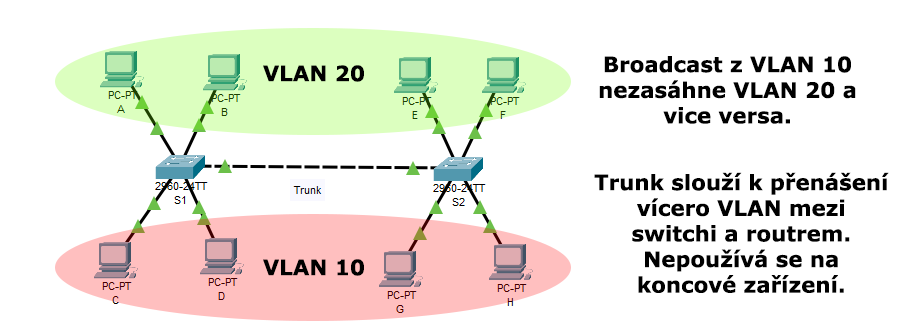 VLAN 20
PC-PT
A
PC-PT
B
PC-PT
E
PC-PT
F
Broadcast z VLAN 10
nezasáhne VLAN 20 a
vice versa.
2960-24TT
S1
Trunk
2960-24TT
S2
Trunk slouží k přenášení
vícero VLAN mezi
switchi a routrem.
Nepoužívá se na
koncové zařízení.
VLAN 10
PC-PT
C
PC-PT
D
PC-PT
G
PC-PT
H